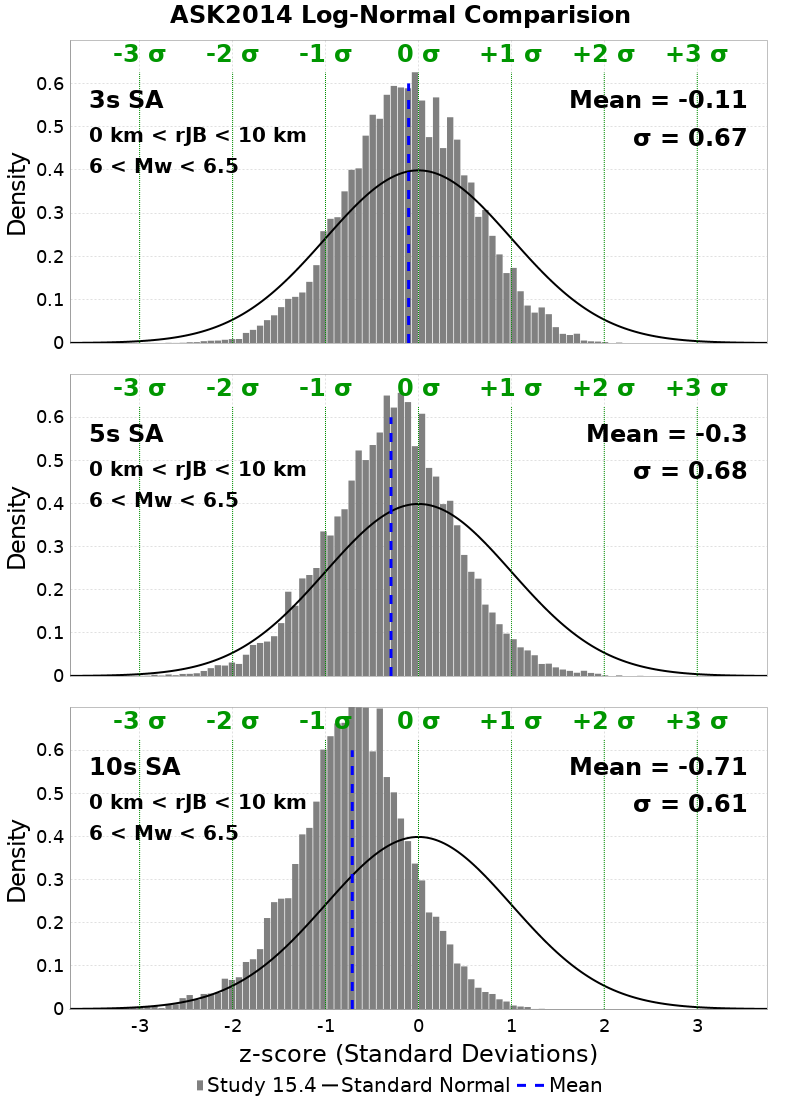 ASK2014 Log-Normal Comparision
-3 σ -2 σ -1 σ 0 σ +1 σ +2 σ +3 σ
3s SA
0 km < rJB < 10 km
6 < Mw < 6.5
Mean = -0.11
σ = 0.67
Density
0.6
0.5
0.4
0.3
0.2
0.1
0
-3 σ -2 σ -1 σ 0 σ +1 σ +2 σ +3 σ
5s SA
0 km < rJB < 10 km
6 < Mw < 6.5
Mean = -0.3
σ = 0.68
Density
0.6
0.5
0.4
0.3
0.2
0.1
0
-3 σ -2 σ -1 σ 0 σ +1 σ +2 σ +3 σ
10s SA
0 km < rJB < 10 km
6 < Mw < 6.5
Mean = -0.71
σ = 0.61
Density
0.6
0.5
0.4
0.3
0.2
0.1
0
-3 -2 -1 0 1 2 3
z-score (Standard Deviations)
Study 15.4 Standard Normal Mean